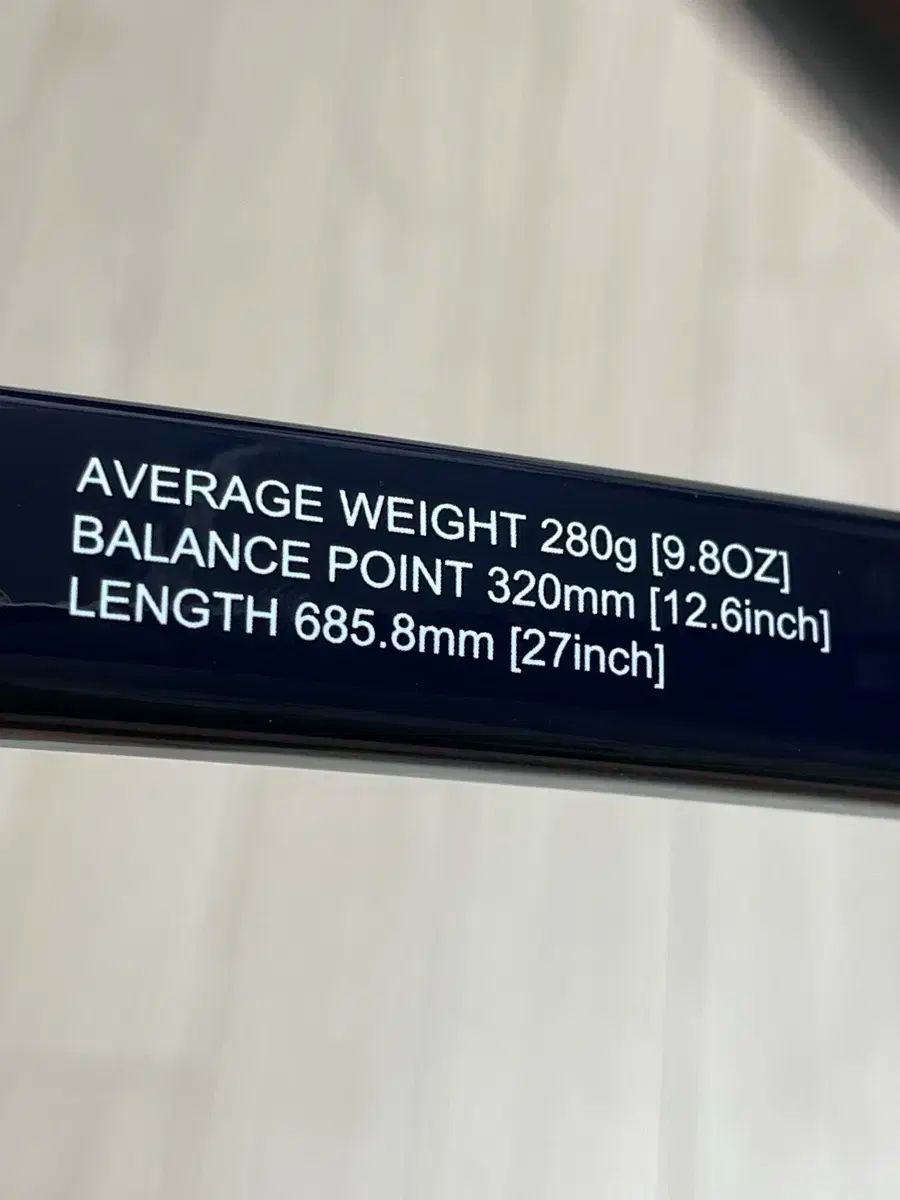 AVERAGE WEIGHT 280g [9.8OZ]
BALANCE POINT 320mm [12.6inch]
LENGTH 685.8mm [27inch]